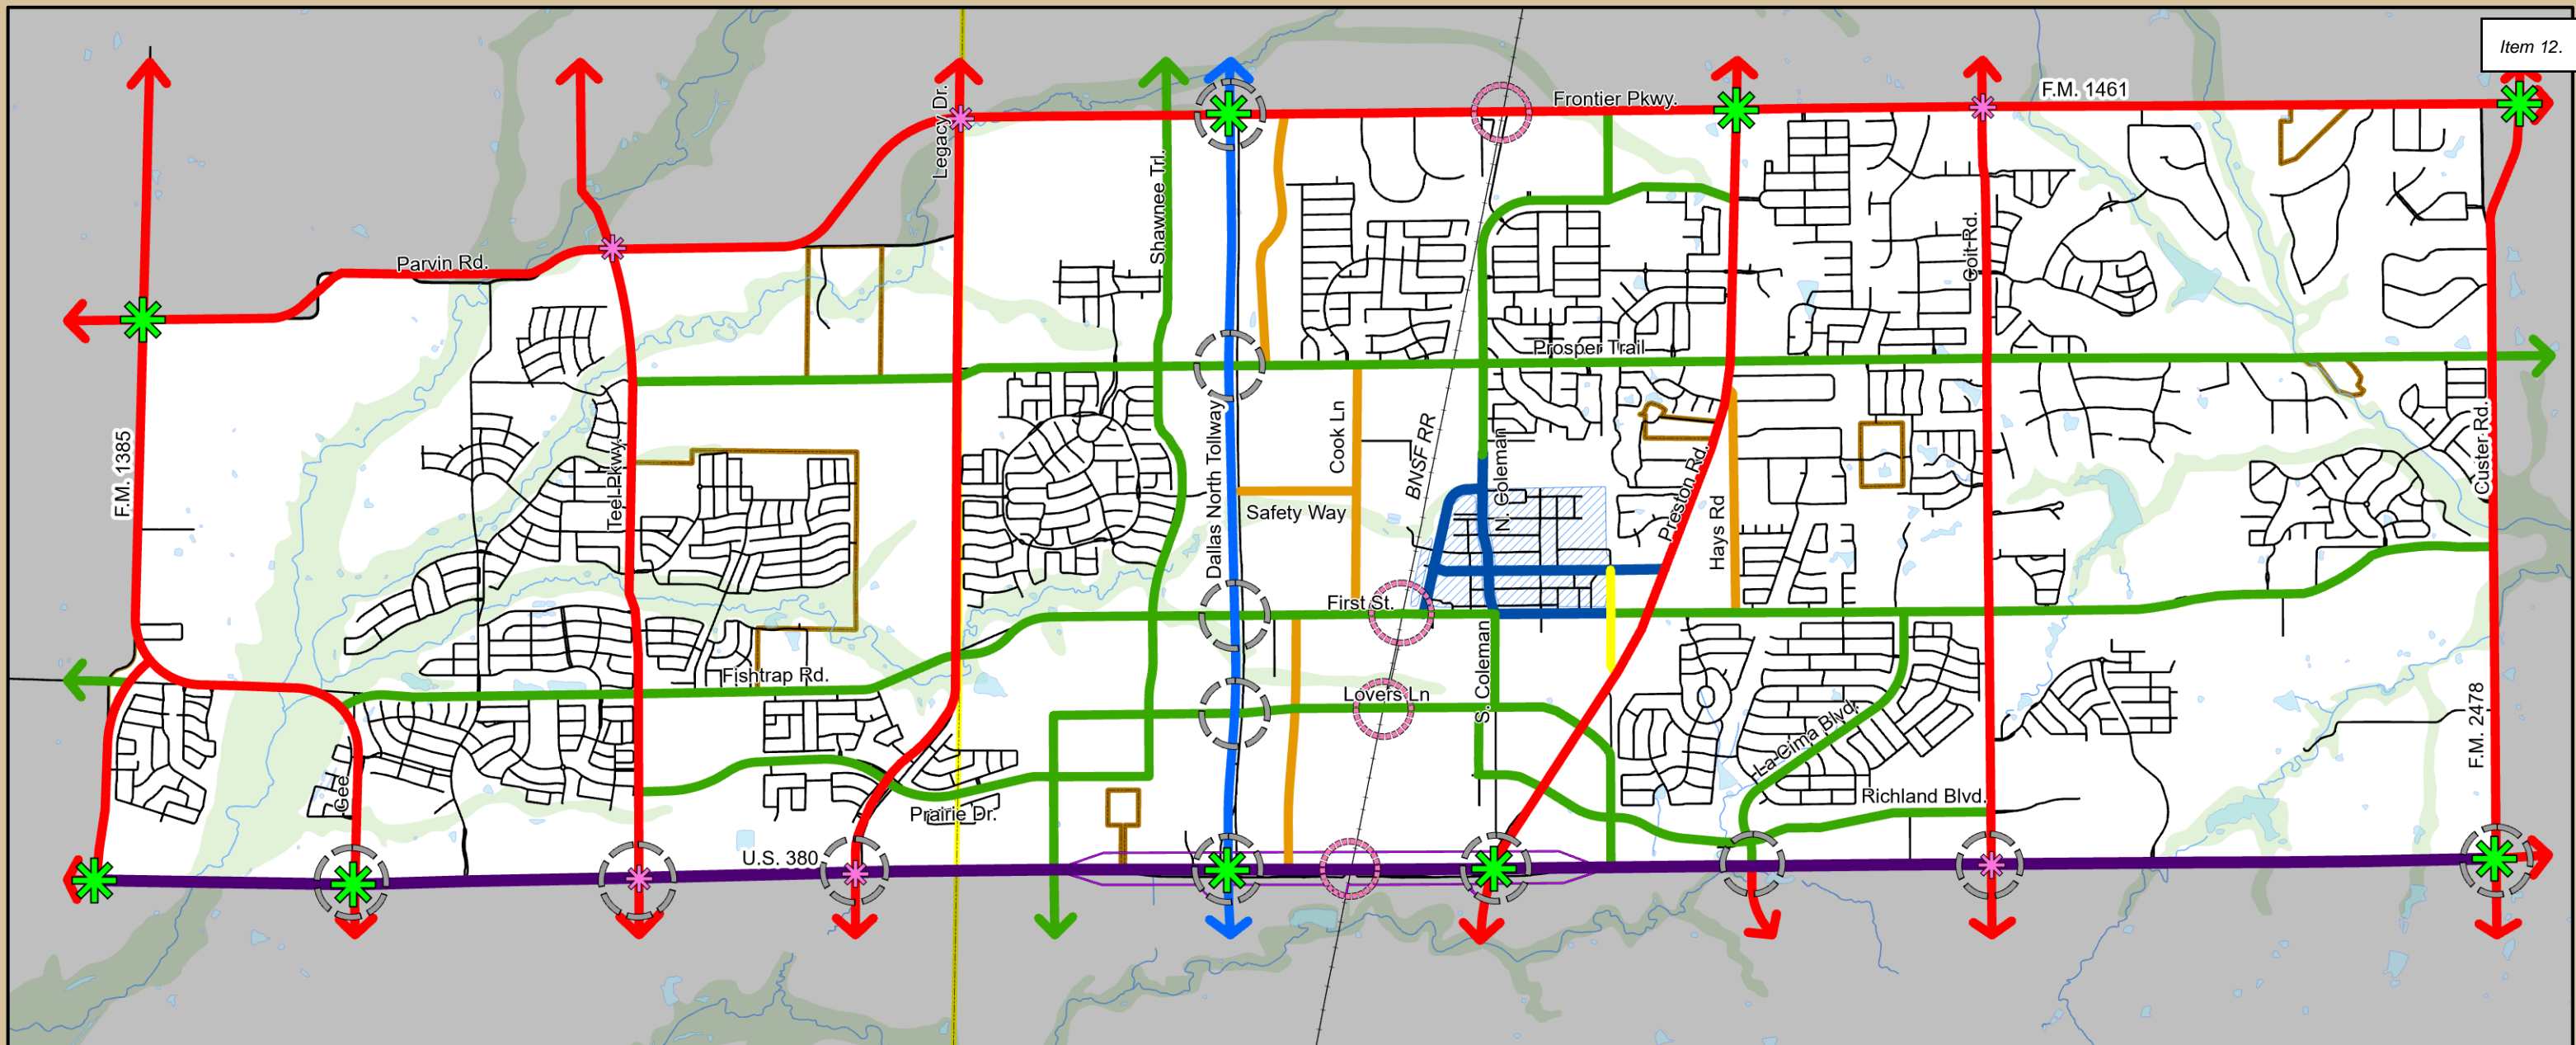 Item 12.
Legacy Dr.
Frontier Pkwy.
F.M. 1461
Shawnee Trl.
Coit Rd.
Parvin Rd.
Prosper Trail
F.M. 1385
Teel Pkwy.
Dallas North Tollway
Cook Ln
BNSF RR
N. Coleman
Preston Rd.
Hays Rd
Custer Rd.
Safety Way
First St.
Fishtrap Rd.
Lovers Ln
S. Coleman
La Cima Blvd.
F.M. 2478
Gee
Prairie Dr.
Richland Blvd.
U.S. 380